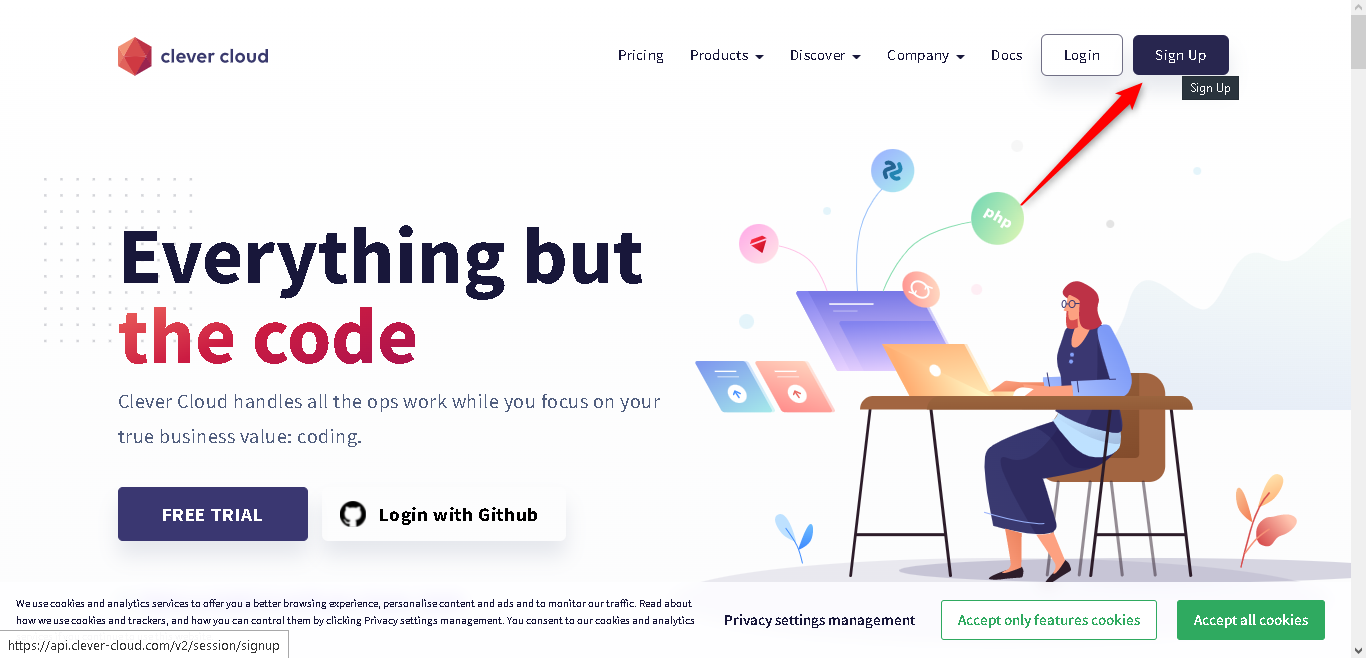 clever cloud
Pricing Products Discover Company Docs Login Sign Up
Sign Up
php
Everything but
the code
Clever Cloud handles all the ops work while you focus on your
true business value: coding.
FREE TRIAL Login with Github
We use cookies and analytics services to offer you a better browsing experience, personalise content and ads and to monitor our traffic. Read about
how we use cookies and trackers, and how you can control them by clicking Privacy settings management. You consent to our cookies and analytics
Privacy settings management Accept only features cookies Accept all cookies
https://api.clever-cloud.com/v2/session/signup